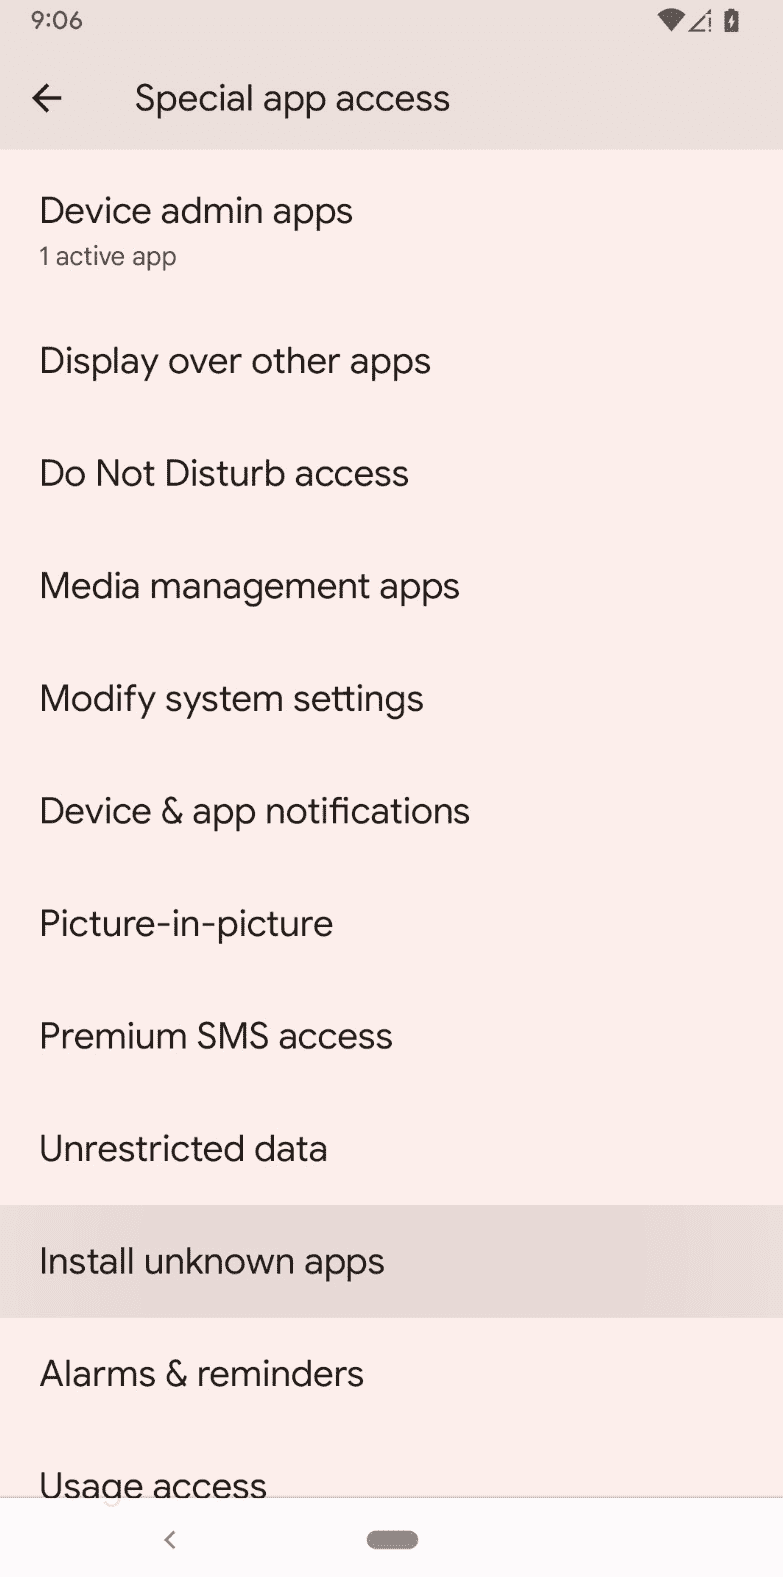 9:06
Special app access
Device admin apps
1 active app
Display over other apps
Do Not Disturb access
Media management apps
Modify system settings
Device & app notifications
Picture-in-picture
Premium SMS access
Unrestricted data
Install unknown apps
Alarms & reminders
Usage access